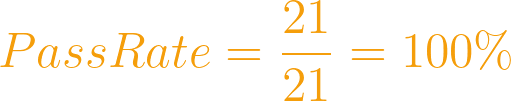 PassRate = 21/21 = 100%